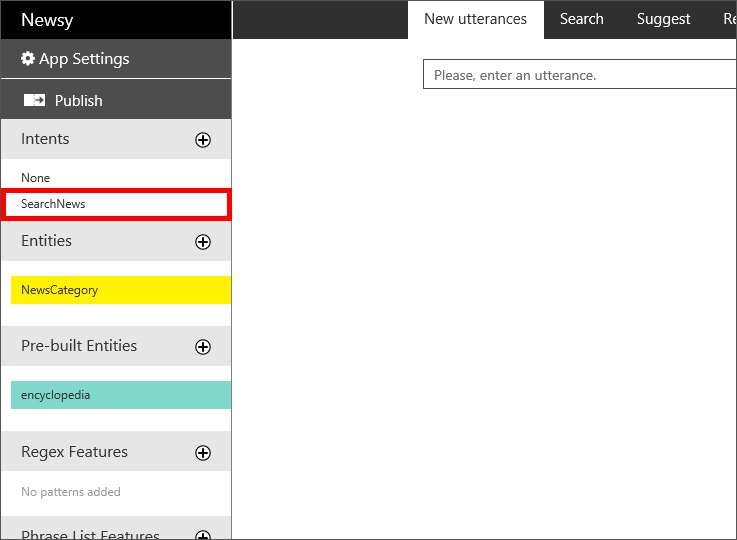 Newsy
New utterances
Search
Suggest
Re
App Settings
Please, enter an utterance.
Publish
Intents
None
SearchNews
Entities
NewsCategory
Pre-built Entities
encyclopedia
Regex Features
No patterns added
Phrase List Features